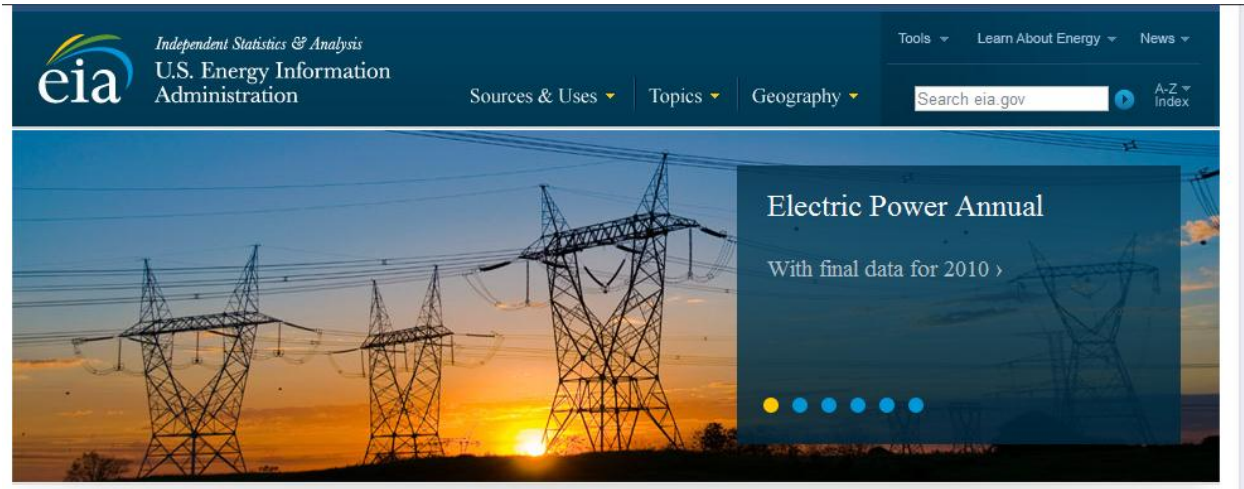 Independent Statistics & Analysis
eia
U.S. Energy Information
Administration
Sources & Uses
Topics
Geography
Tools
Learn About Energy
News
Search eia.gov
A-Z
Index
Electric Power Annual
With final data for 2010 ›